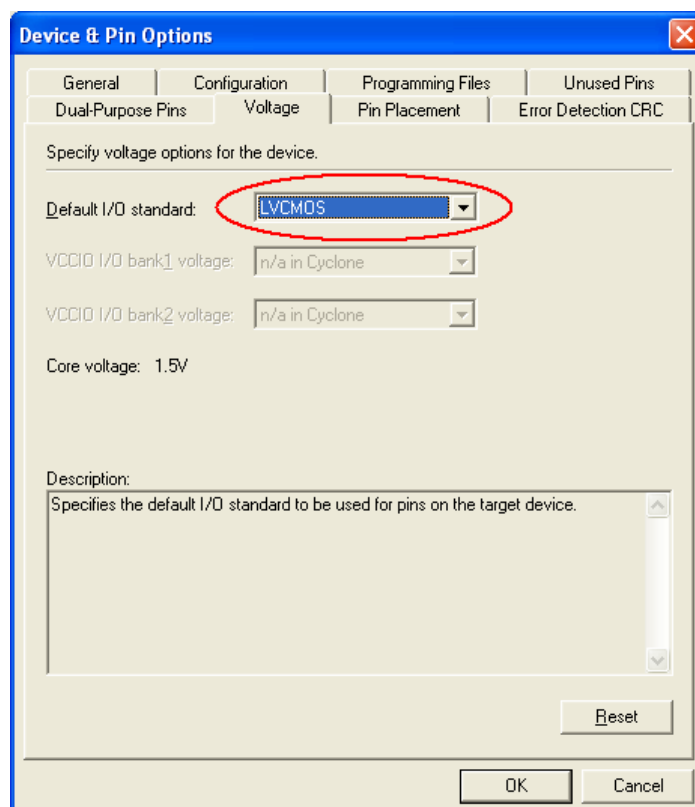 Device & Pin Options
General Configuration Programming Files Unused Pins
Dual-Purpose Pins Voltage Pin Placement Error Detection CRC
Specify voltage options for the device.
Default I/O standard: LVCMOS
VCCIO I/O bank1 voltage: n/a in Cyclone
VCCIO I/O bank2 voltage: n/a in Cyclone
Core voltage: 1.5V
Description:
Specifies the default I/O standard to be used for pins on the target device.
Reset
OK Cancel